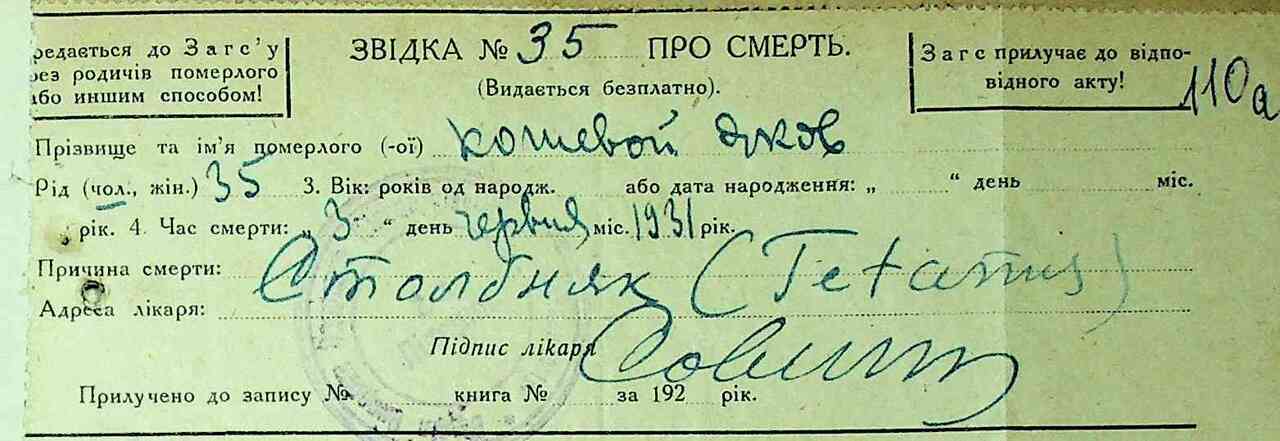 редається до Загс'у
рез родичів померлого
або иншим способом!
ЗВІДКА № 35 ПРО СМЕРТЬ.
(Видається безплатно).
Загс прилучає до відпо-
відного акту!
110а
Прізвище та ім'я померлого (-ої) Кошевой Яков
Рід (чол., жін.) 35 3. Вік: років од народж. або дата народження: „ “ день міс.
рік. 4. Час смерти: „3“ день червня міс. 1931 рік.
Причина смерти: Столбняк (Tetanus)
Адреса лікаря:
Підпис лікаря
Прилучено до запису № книга № за 192 рік.